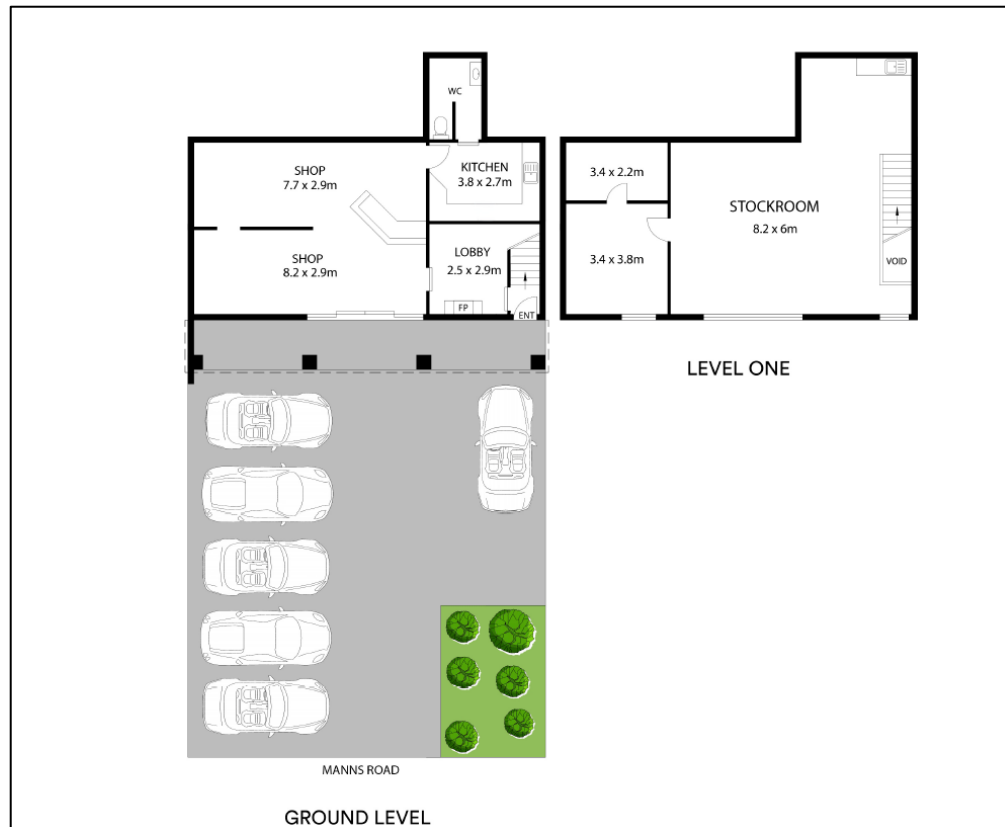 WC
SHOP
7.7 x 2.9m
KITCHEN
3.8 x 2.7m
SHOP
8.2 x 2.9m
LOBBY
2.5 x 2.9m
FP
ENT
3.4 x 2.2m
STOCKROOM
8.2 x 6m
3.4 x 3.8m
VOID
LEVEL ONE
MANNS ROAD
GROUND LEVEL